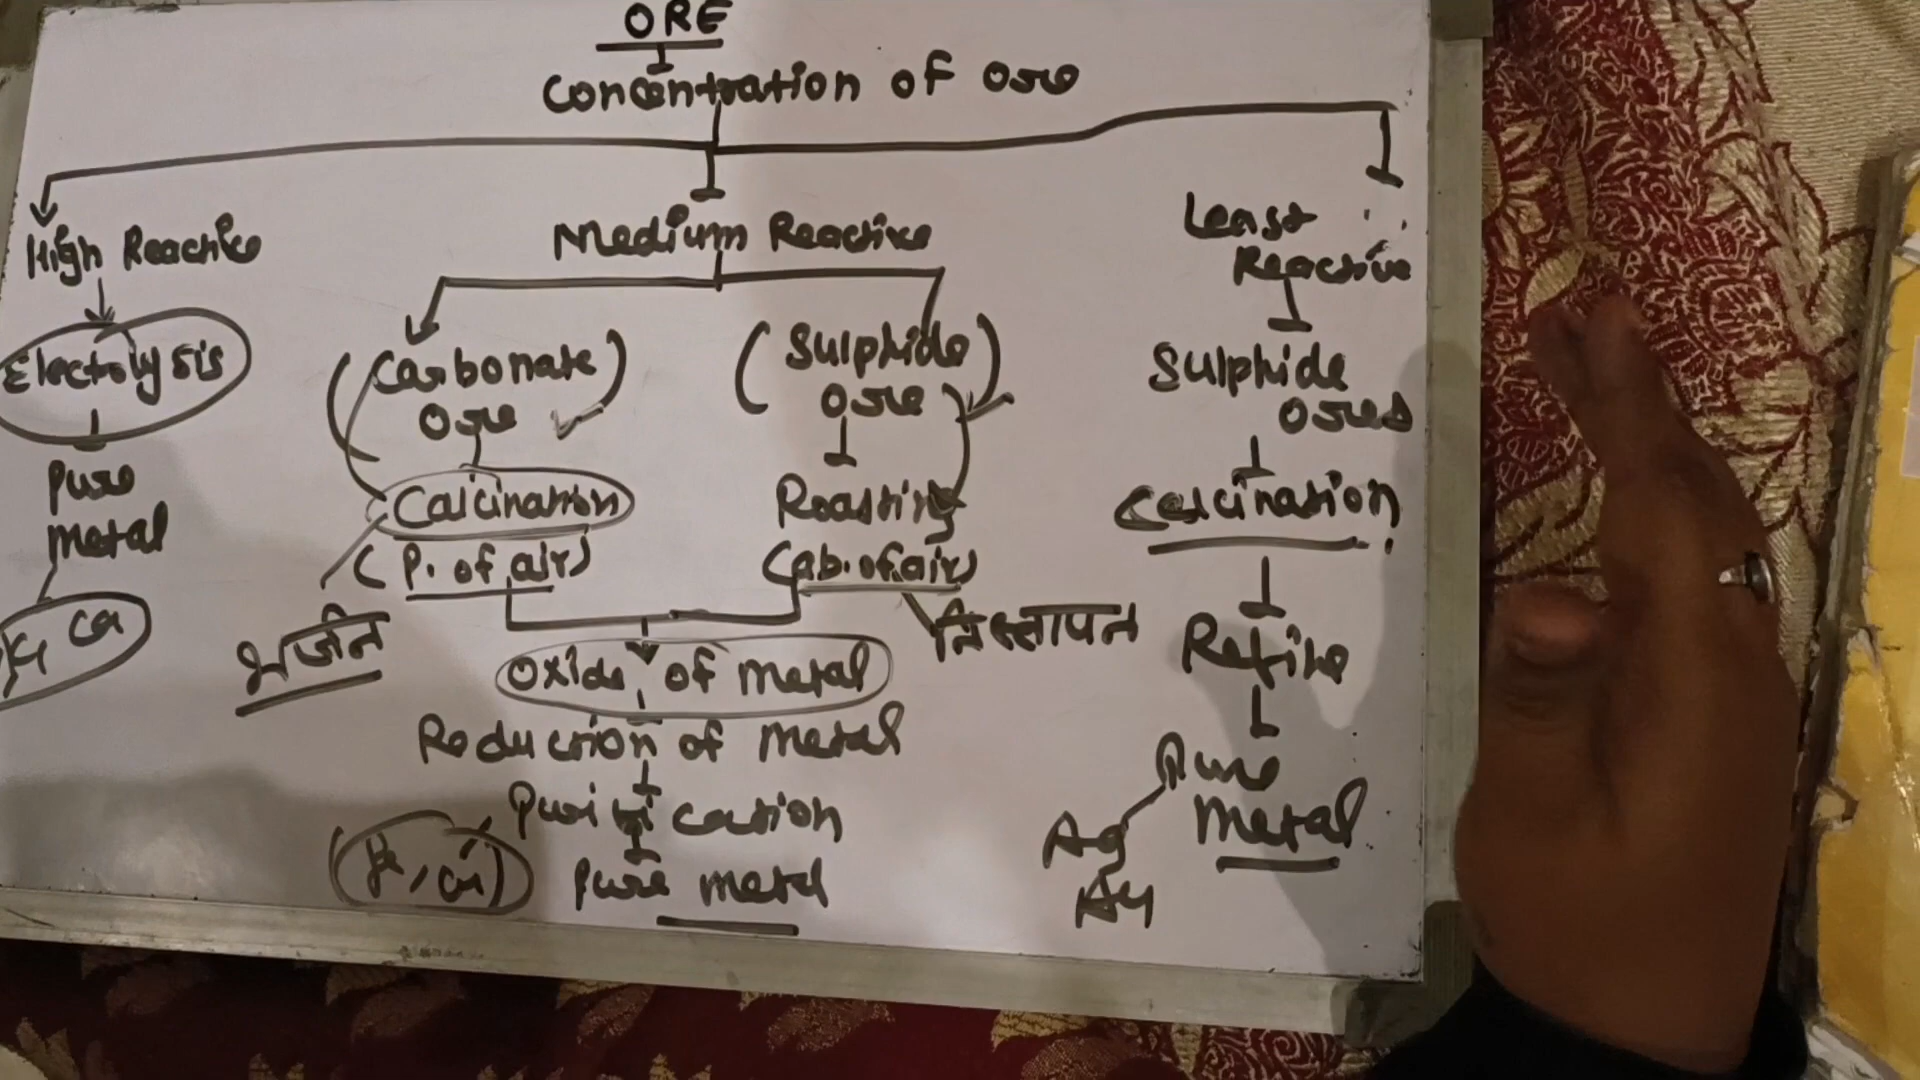 ORE
Concentration of Ore
High Reactive
Electrolysis
Pure
metal
K, Ca
Medium Reactive
(Carbonate)
Ore
Calcination
(P. of air)
भर्जन
(Sulphide)
Ore
Roasting
(ab. of air)
निस्तापन
Oxide of metal
Reduction of metal
Purification
Pure metal
Least
Reactive
Sulphide
Ores
Calcination
Refine
Pure
Metal
Ag
Au